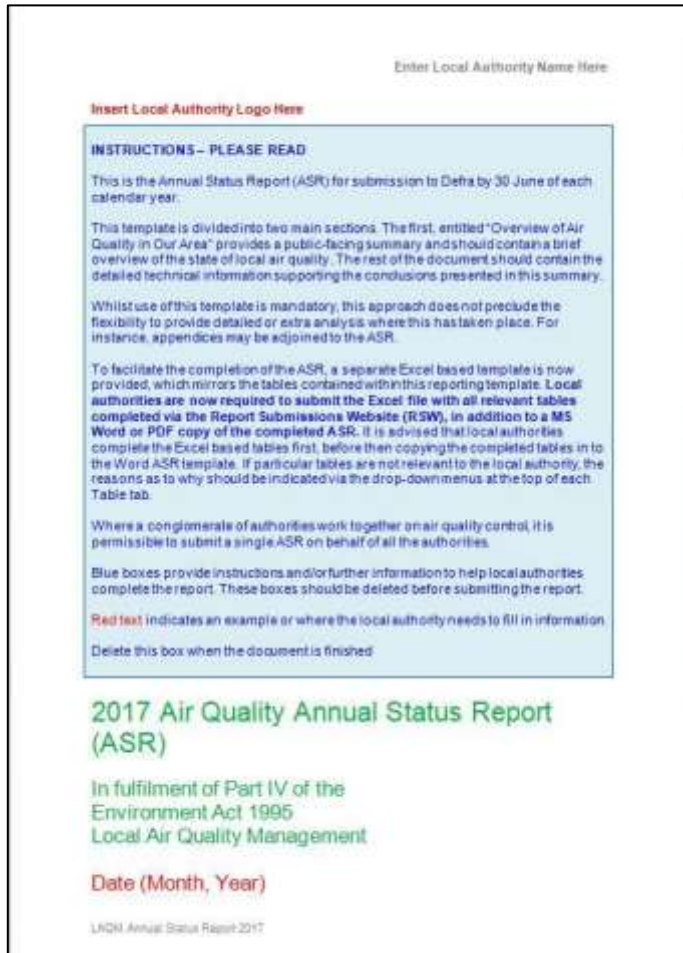 Enter Local Authority Name Here
Insert Local Authority Logo Here
INSTRUCTIONS – PLEASE READ
This is the Annual Status Report (ASR) for submission to Defra by 30 June of each
calendar year.
This template is divided into two main sections. The first, entitled "Overview of Air
Quality in Our Area" provides a public-facing summary and should contain a brief
overview of the state of local air quality. The rest of the document should contain the
detailed technical information supporting the conclusions presented in this summary.
Whilst use of this template is mandatory, this approach does not preclude the
flexibility to provide detailed or extra analysis where this has taken place. For
instance, appendices may be adjoined to the ASR.
To facilitate the completion of the ASR, a separate Excel based template is now
provided, which mirrors the tables contained within this reporting template. Local
authorities are now required to submit the Excel file with all relevant tables
completed via the Report Submissions Website (RSW), in addition to a MS
Word or PDF copy of the completed ASR. It is advised that local authorities
complete the Excel based tables first, before then copying the completed tables in to
the Word ASR template. If particular tables are not relevant to the local authority, the
reasons as to why should be indicated via the drop-down menus at the top of each
Table tab.
Where a conglomerate of authorities work together on air quality control, it is
permissible to submit a single ASR on behalf of all the authorities.
Blue boxes provide instructions and/or further information to help local authorities
complete the report. These boxes should be deleted before submitting the report.
Red text indicates an example or where the local authority needs to fill in information
Delete this box when the document is finished
2017 Air Quality Annual Status Report
(ASR)
In fulfilment of Part IV of the
Environment Act 1995
Local Air Quality Management
Date (Month, Year)
LAQM Annual Status Report 2017